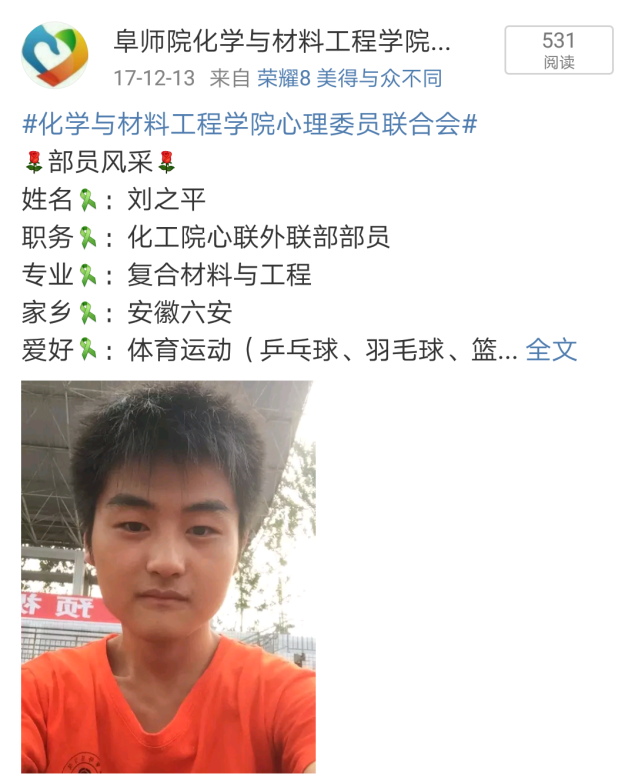 阜师院化学与材料工程学院...
17-12-13 来自 荣耀8 美得与众不同
531
阅读
#化学与材料工程学院心理委员联合会#
🌹部员风采🌹
姓名🎗：刘之平
职务🎗：化工院心联外联部部员
专业🎗：复合材料与工程
家乡🎗：安徽六安
爱好🎗：体育运动（乒乓球、羽毛球、篮... 全文
预祝